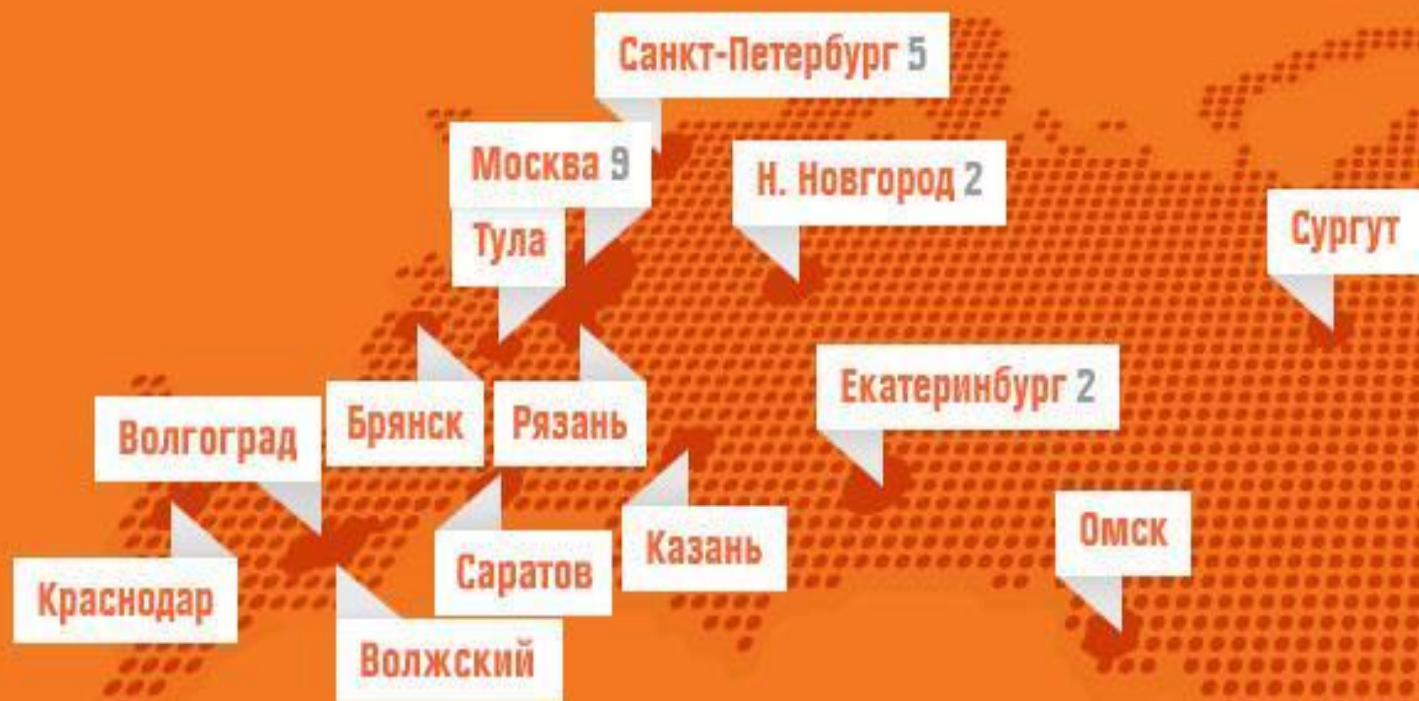 Санкт-Петербург 5
Москва 9
Н. Новгород 2
Тула
Сургут
Екатеринбург 2
Брянск
Рязань
Волгоград
Омск
Казань
Саратов
Краснодар
Волжский